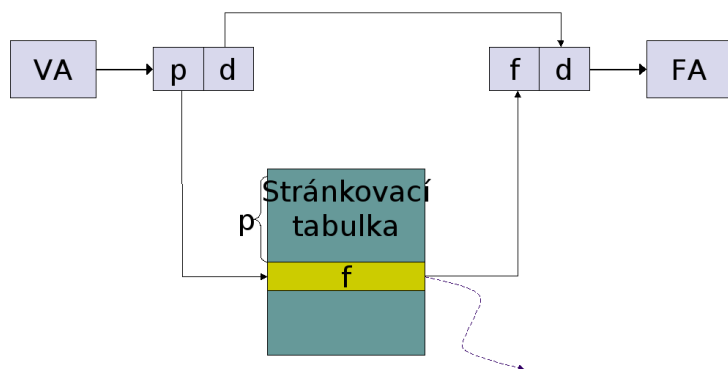 VA
p d
f d
FA
Stránkovací
tabulka
p
f